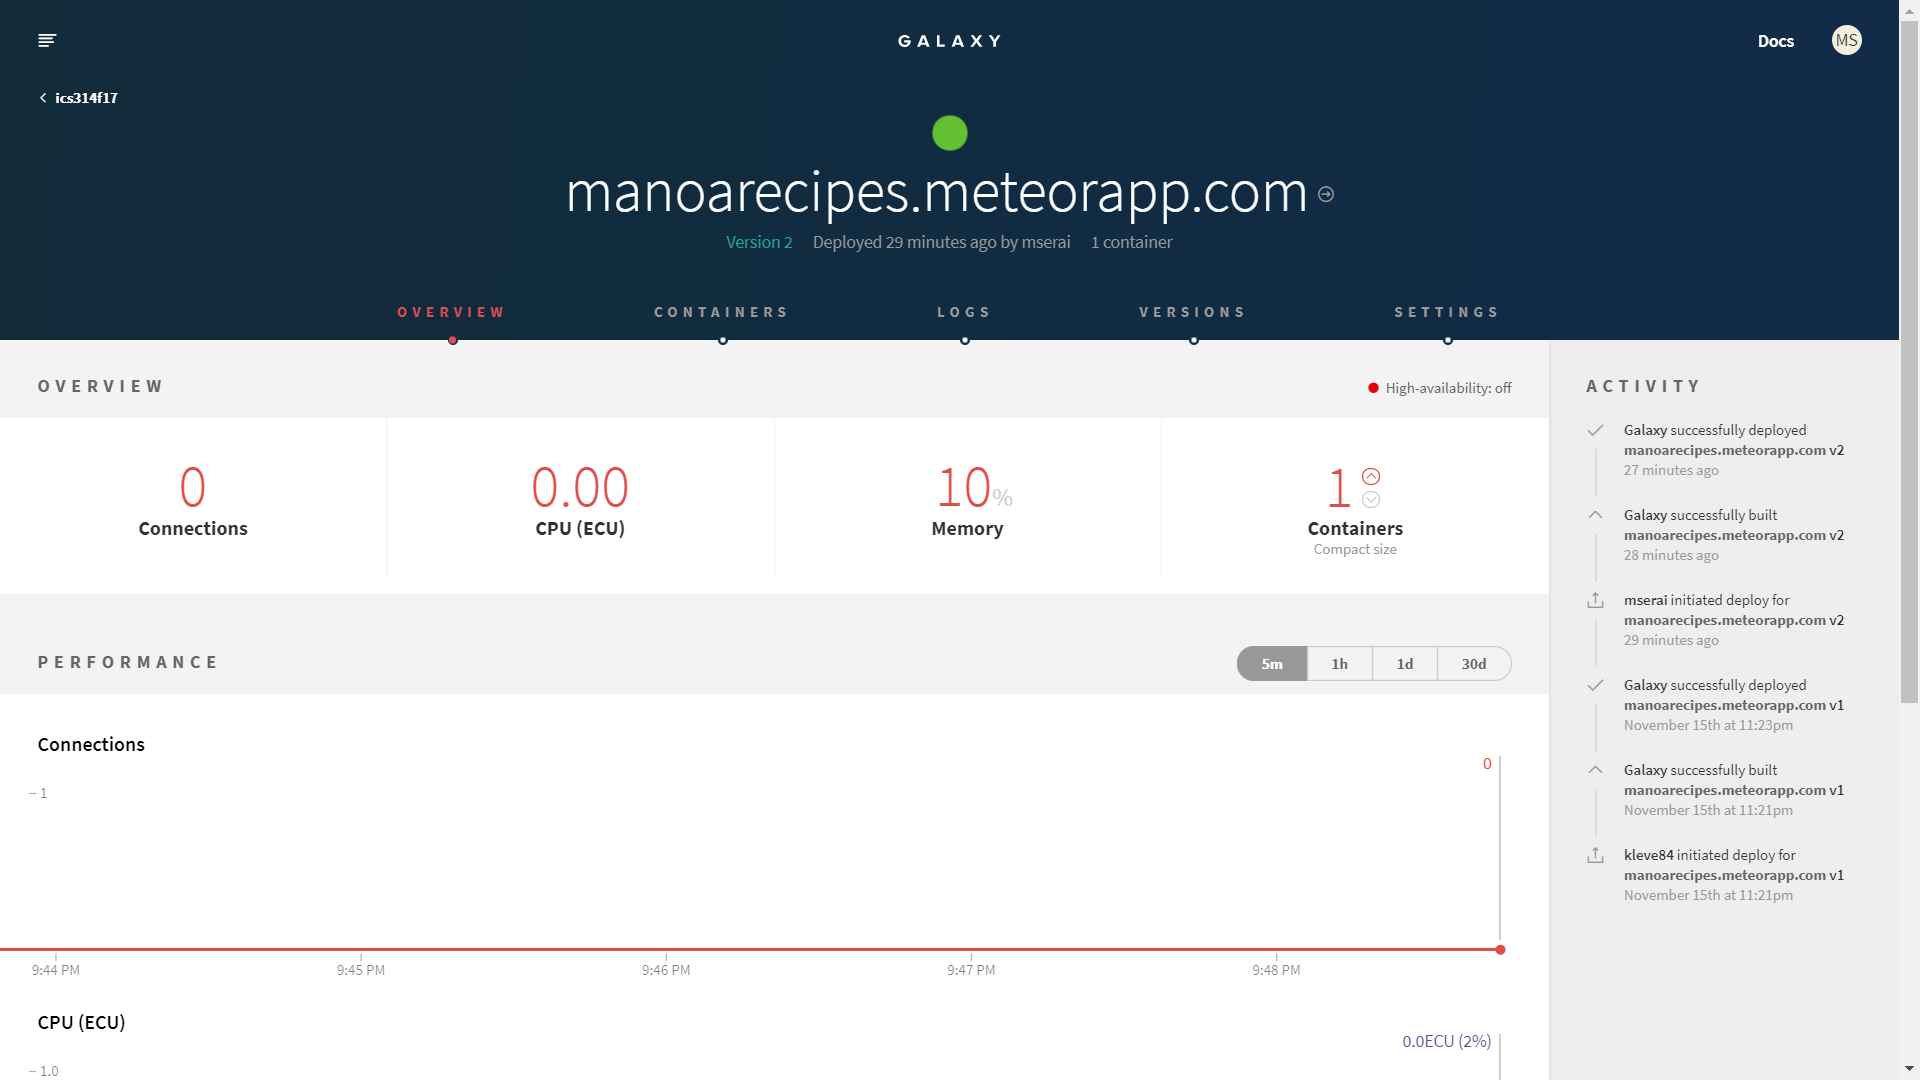 GALAXY
Docs
MS
ics314f17
manoarecipes.meteorapp.com
Version 2 Deployed 29 minutes ago by mserai 1 container
OVERVIEW CONTAINERS LOGS VERSIONS SETTINGS
OVERVIEW
High-availability: off
0
Connections
0.00
CPU (ECU)
10%
Memory
1
Containers
Compact size
PERFORMANCE
5m 1h 1d 30d
Connections
0
– 1
9:44 PM 9:45 PM 9:46 PM 9:47 PM 9:48 PM
CPU (ECU)
0.0ECU (2%)
– 1.0
ACTIVITY
Galaxy successfully deployed
manoarecipes.meteorapp.com v2
27 minutes ago
Galaxy successfully built
manoarecipes.meteorapp.com v2
28 minutes ago
mserai initiated deploy for
manoarecipes.meteorapp.com v2
29 minutes ago
Galaxy successfully deployed
manoarecipes.meteorapp.com v1
November 15th at 11:23pm
Galaxy successfully built
manoarecipes.meteorapp.com v1
November 15th at 11:21pm
kleve84 initiated deploy for
manoarecipes.meteorapp.com v1
November 15th at 11:21pm